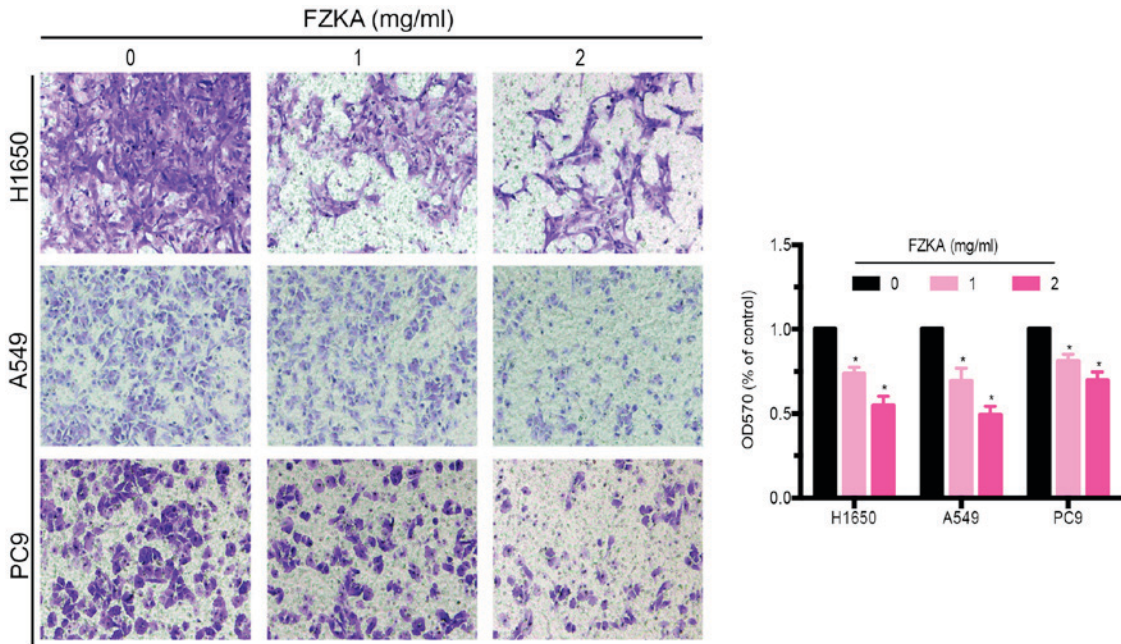 FZKA (mg/ml)
0 1 2
H1650
A549
PC9
FZKA (mg/ml)
0 1 2
OD570 (% of control)
1.5
1.0
0.5
0.0
* * * * * *
H1650 A549 PC9